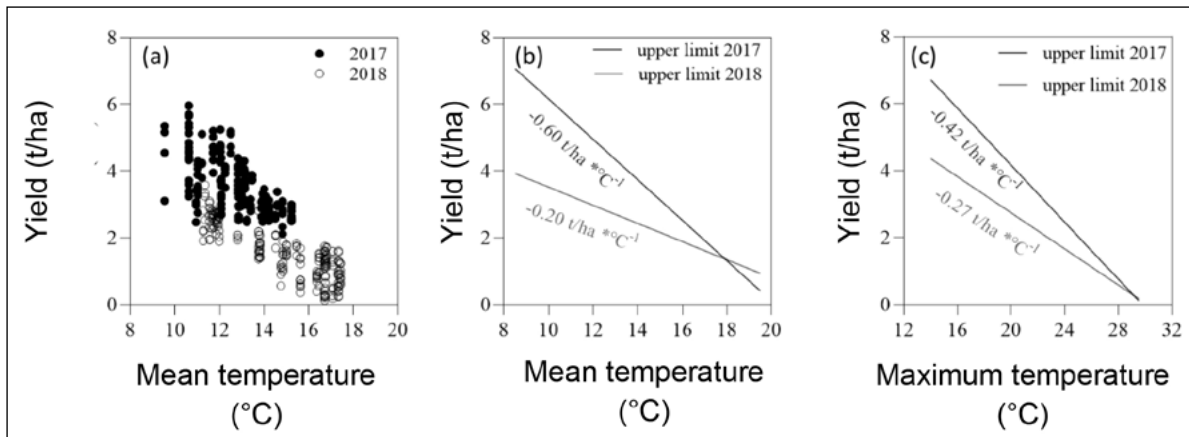 (a)
2017
2018
Yield (t/ha)
8
6
4
2
0
8
10
12
14
16
18
20
Mean temperature
(°C)
(b)
upper limit 2017
upper limit 2018
-0.60 t/ha *°C⁻¹
-0.20 t/ha *°C⁻¹
Yield (t/ha)
8
6
4
2
0
10
12
14
16
18
20
Mean temperature
(°C)
(c)
upper limit 2017
upper limit 2018
-0.42 t/ha *°C⁻¹
-0.27 t/ha *°C⁻¹
Yield (t/ha)
8
6
4
2
0
12
16
20
24
28
32
Maximum temperature
(°C)